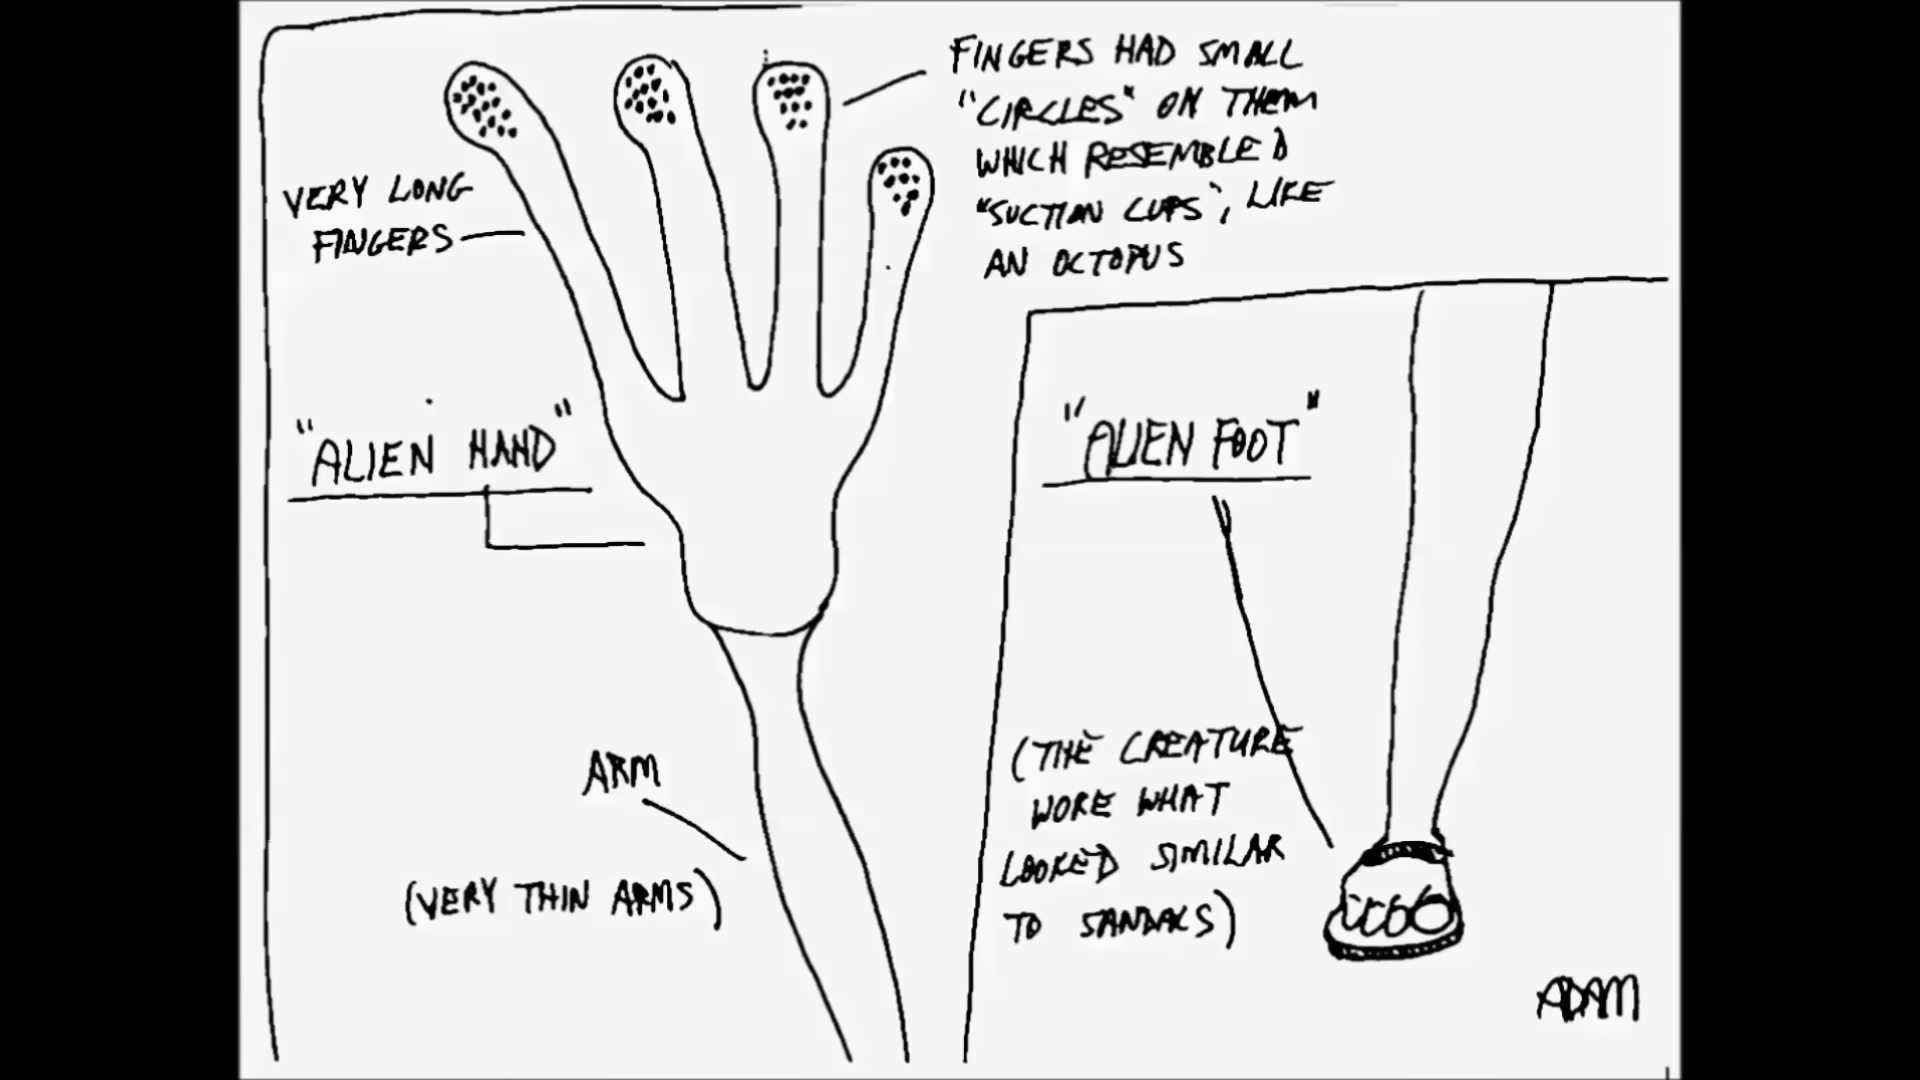 FINGERS HAD SMALL
"CIRCLES" ON THEM
WHICH RESEMBLED
"SUCTION CUPS", LIKE
AN OCTOPUS
VERY LONG
FINGERS
"ALIEN HAND"
ARM
(VERY THIN ARMS)
"ALIEN FOOT"
(THE CREATURE
WORE WHAT
LOOKED SIMILAR
TO SANDALS)
ADAM